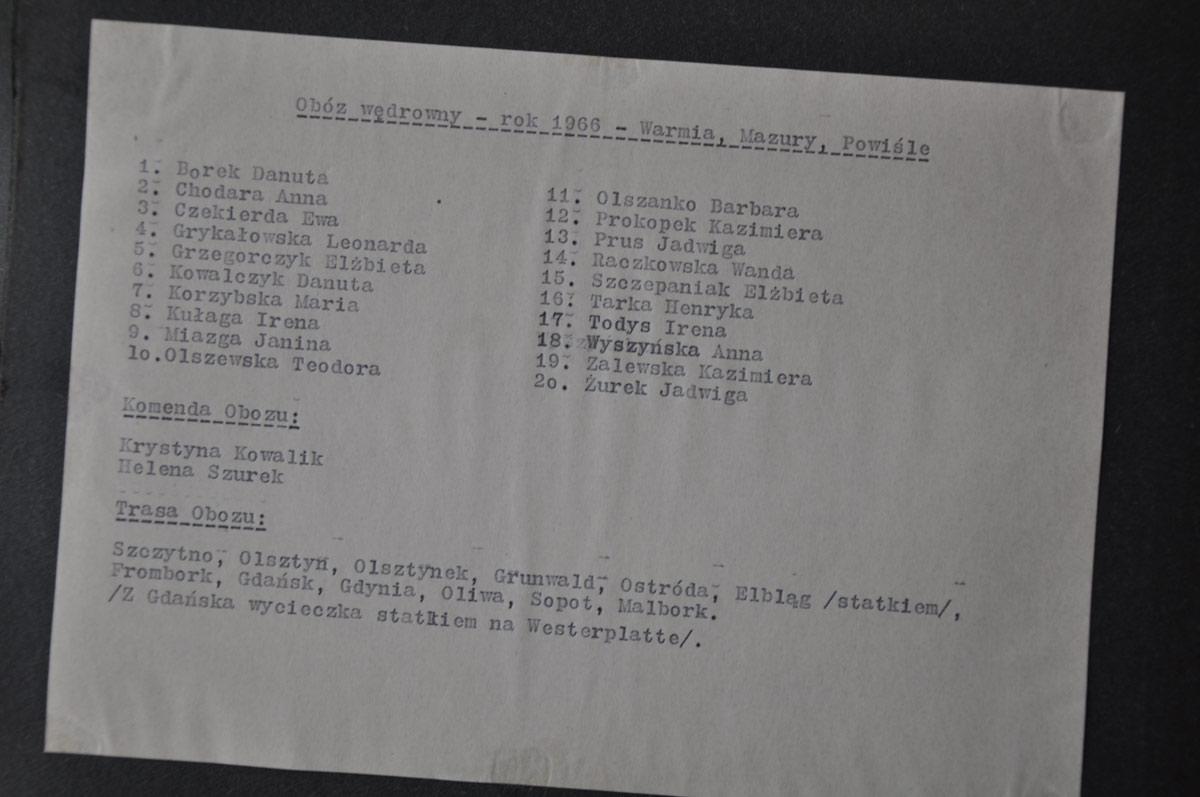 Obóz wędrowny - rok 1966 - Warmia, Mazury, Powiśle
1. Borek Danuta
2. Chodara Anna
3. Czekierda Ewa
4. Grykałowska Leonarda
5. Grzegorczyk Elżbieta
6. Kowalczyk Danuta
7. Korzybska Maria
8. Kułaga Irena
9. Miazga Janina
1o.Olszewska Teodora
11. Olszanko Barbara
12. Prokopek Kazimiera
13. Prus Jadwiga
14. Raczkowska Wanda
15. Szczepaniak Elżbieta
16. Tarka Henryka
17. Todys Irena
18. Wyszyńska Anna
19. Zalewska Kazimiera
2o. Żurek Jadwiga
Komenda Obozu:
Krystyna Kowalik
Helena Szurek
Trasa Obozu:
Szczytno, Olsztyn, Olsztynek, Grunwald, Ostróda, Elbląg /statkiem/,
Frombork, Gdańsk, Gdynia, Oliwa, Sopot, Malbork.
/Z Gdańska wycieczka statkiem na Westerplatte/.